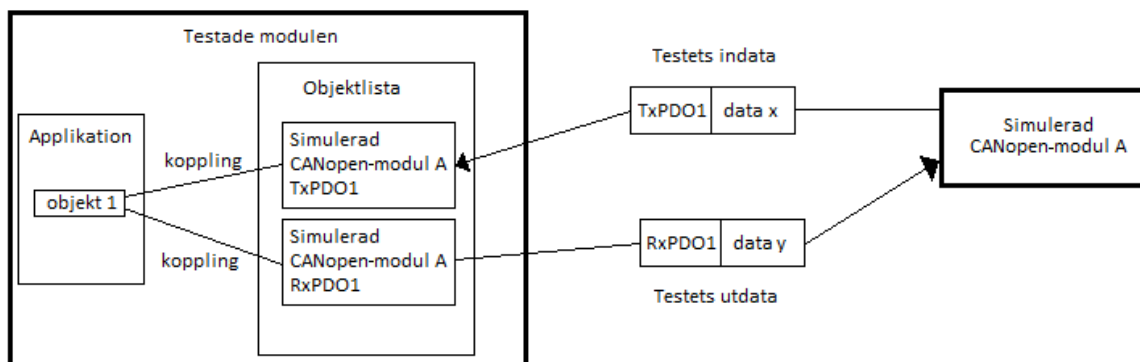 Testade modulen
Objektlista
Applikation
objekt 1
koppling
koppling
Simulerad
CANopen-modul A
TxPDO1
Simulerad
CANopen-modul A
RxPDO1
Testets indata
TxPDO1 data x
RxPDO1 data y
Testets utdata
Simulerad
CANopen-modul A